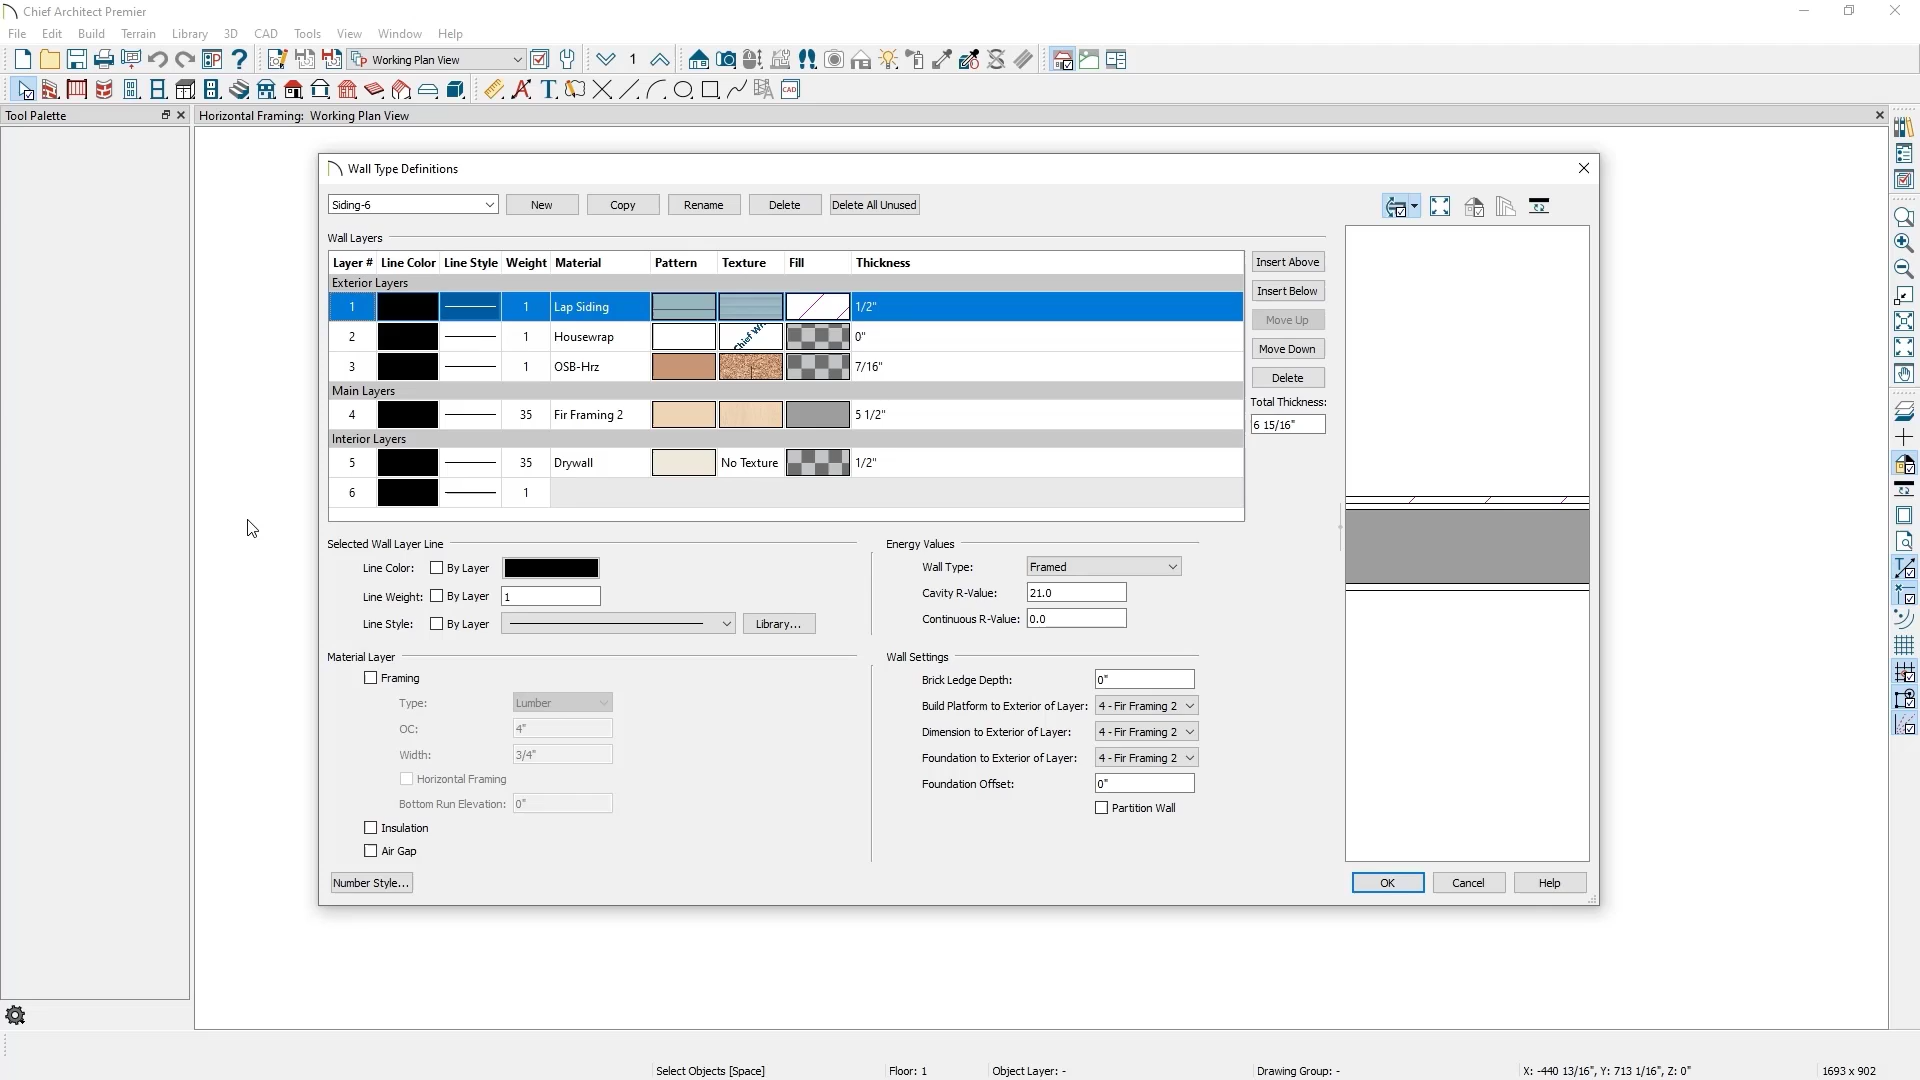 Chief Architect Premier
File Edit Build Terrain Library 3D CAD Tools View Window Help
Working Plan View 1
CAD
Tool Palette Horizontal Framing: Working Plan View
Wall Type Definitions
Siding-6 New Copy Rename Delete Delete All Unused
Wall Layers
Layer # Line Color Line Style Weight Material Pattern Texture Fill Thickness
Exterior Layers
1 1 Lap Siding 1/2"
2 1 Housewrap Chief Wr 0"
3 1 OSB-Hrz 7/16"
Main Layers
4 35 Fir Framing 2 5 1/2"
Interior Layers
5 35 Drywall No Texture 1/2"
6 1
Insert Above
Insert Below
Move Up
Move Down
Delete
Total Thickness:
6 15/16"
Selected Wall Layer Line
Line Color: By Layer
Line Weight: By Layer 1
Line Style: By Layer Library...
Energy Values
Wall Type: Framed
Cavity R-Value: 21.0
Continuous R-Value: 0.0
Material Layer
Framing
Type: Lumber
OC: 4"
Width: 3/4"
Horizontal Framing
Bottom Run Elevation: 0"
Insulation
Air Gap
Wall Settings
Brick Ledge Depth: 0"
Build Platform to Exterior of Layer: 4 - Fir Framing 2
Dimension to Exterior of Layer: 4 - Fir Framing 2
Foundation to Exterior of Layer: 4 - Fir Framing 2
Foundation Offset: 0"
Partition Wall
Number Style... OK Cancel Help
Select Objects [Space] Floor: 1 Object Layer: - Drawing Group: - X: -440 13/16", Y: 713 1/16", Z: 0" 1693 x 902